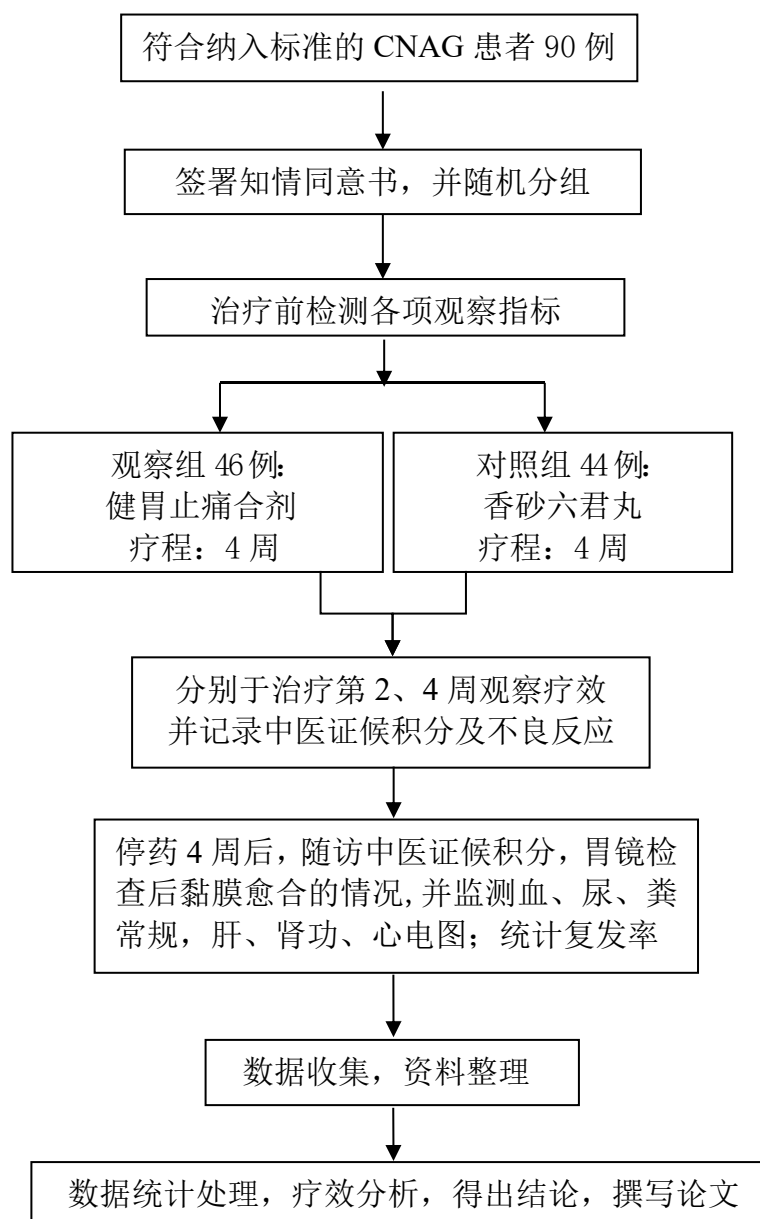 符合纳入标准的 CNAG 患者 90 例
签署知情同意书，并随机分组
治疗前检测各项观察指标
观察组 46例：
健胃止痛合剂
疗程：4 周
对照组 44例：
香砂六君丸
疗程：4 周
分别于治疗第 2、4 周观察疗效
并记录中医证候积分及不良反应
停药 4 周后，随访中医证候积分，胃镜检
查后黏膜愈合的情况,并监测血、尿、粪
常规，肝、肾功、心电图；统计复发率
数据收集，资料整理
数据统计处理，疗效分析，得出结论，撰写论文